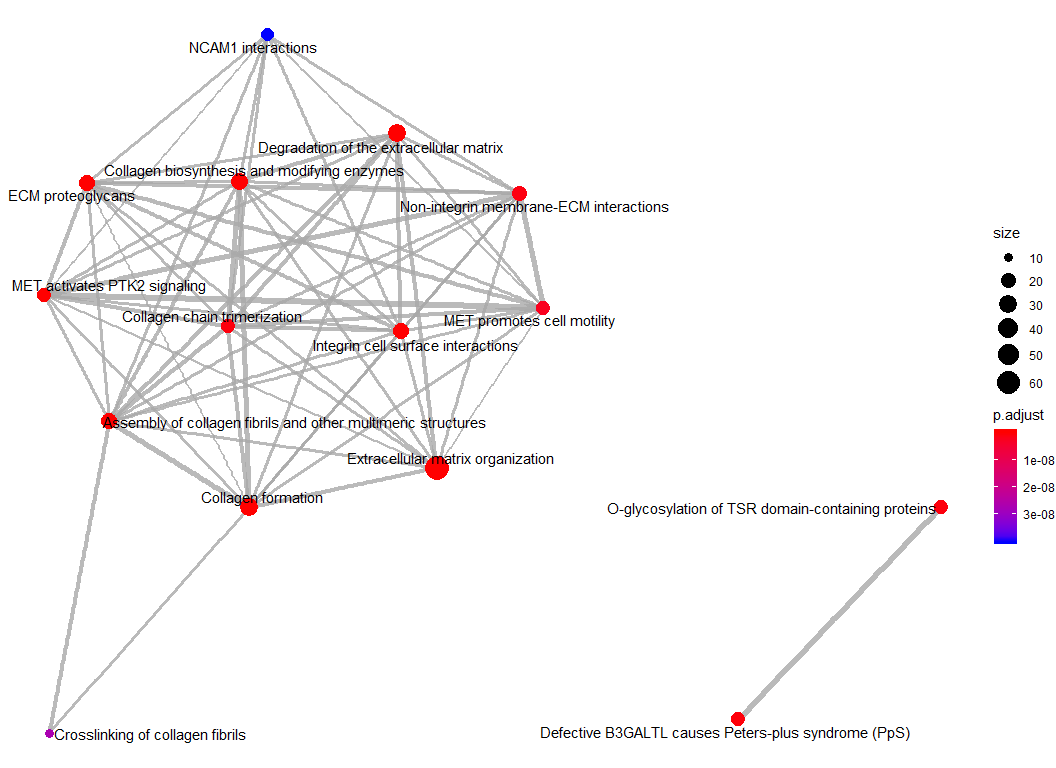 NCAM1 interactions
Degradation of the extracellular matrix
Collagen biosynthesis and modifying enzymes
ECM proteoglycans
Non-integrin membrane-ECM interactions
MET activates PTK2 signaling
Collagen chain trimerization
MET promotes cell motility
Integrin cell surface interactions
Assembly of collagen fibrils and other multimeric structures
Extracellular matrix organization
Collagen formation
O-glycosylation of TSR domain-containing proteins
Defective B3GALTL causes Peters-plus syndrome (PpS)
Crosslinking of collagen fibrils
size
10
20
30
40
50
60
p.adjust
1e-08
2e-08
3e-08